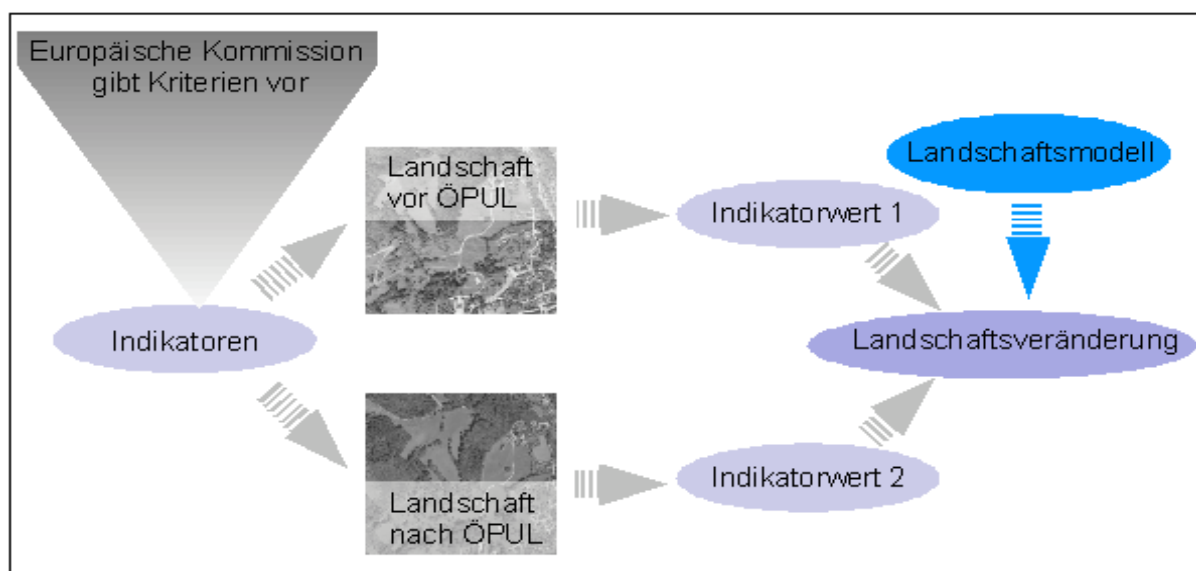 Europäische Kommission
gibt Kriterien vor
Indikatoren
Landschaft
vor ÖPUL
Landschaft
nach ÖPUL
Indikatorwert 1
Indikatorwert 2
Landschaftsmodell
Landschaftsveränderung